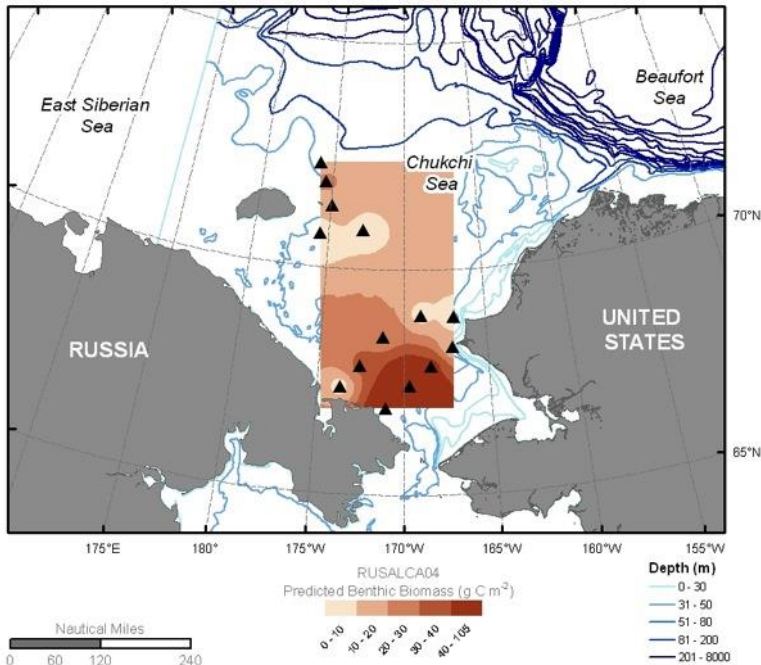 East Siberian
Sea
Beaufort
Sea
Chukchi
Sea
70°N
RUSSIA
UNITED
STATES
65°N
175°E
180°
175°W
170°W
165°W
160°W
155°W
RUSALCA04
Predicted Benthic Biomass (g C m-2)
0 - 10
10 - 20
20 - 30
30 - 40
40 - 105
Nautical Miles
0 60 120 240
Depth (m)
0 - 30
31 - 50
51 - 80
81 - 200
201 - 8000